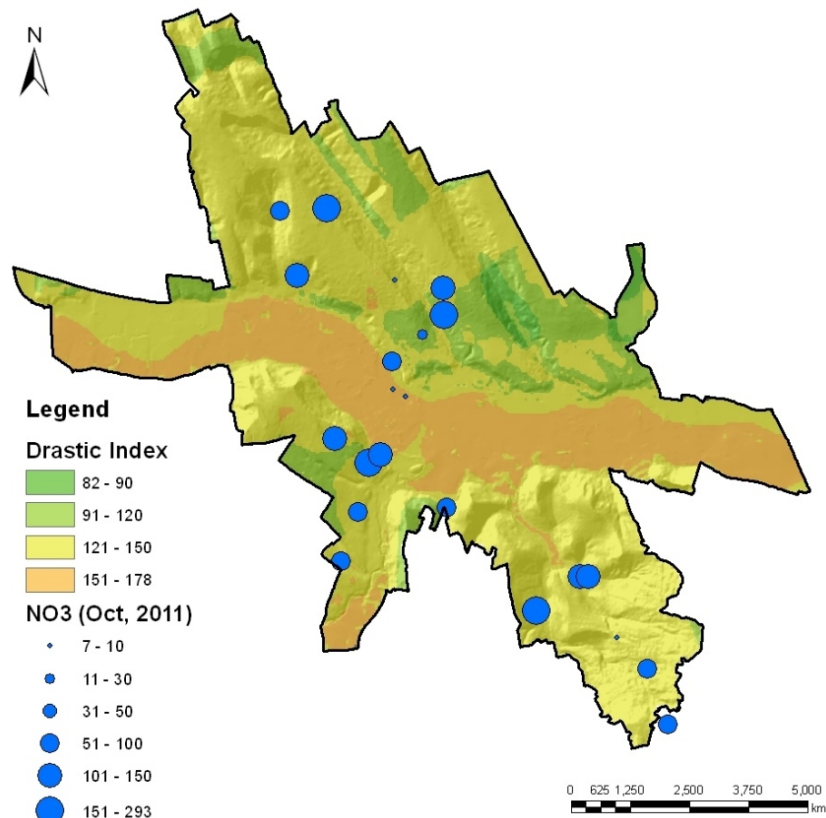 N
Legend
Drastic Index
82 - 90
91 - 120
121 - 150
151 - 178
NO3 (Oct, 2011)
7 - 10
11 - 30
31 - 50
51 - 100
101 - 150
151 - 293
0 625 1,250 2,500 3,750 5,000
km